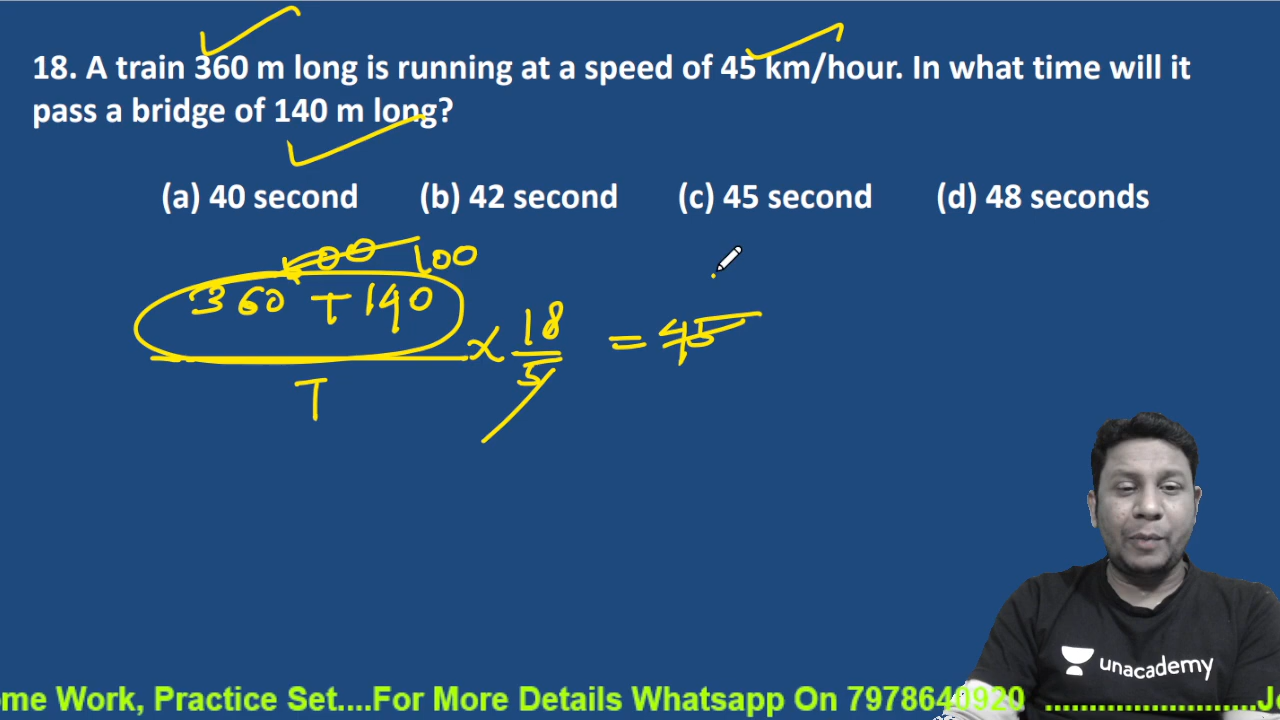 18. A train 360 m long is running at a speed of 45 km/hour. In what time will it
pass a bridge of 140 m long?
(a) 40 second (b) 42 second (c) 45 second (d) 48 seconds
100
360 + 140
T
× 18/5 = 45
unacademy
ome Work, Practice Set....For More Details Whatsapp On 7978640920 ........................J